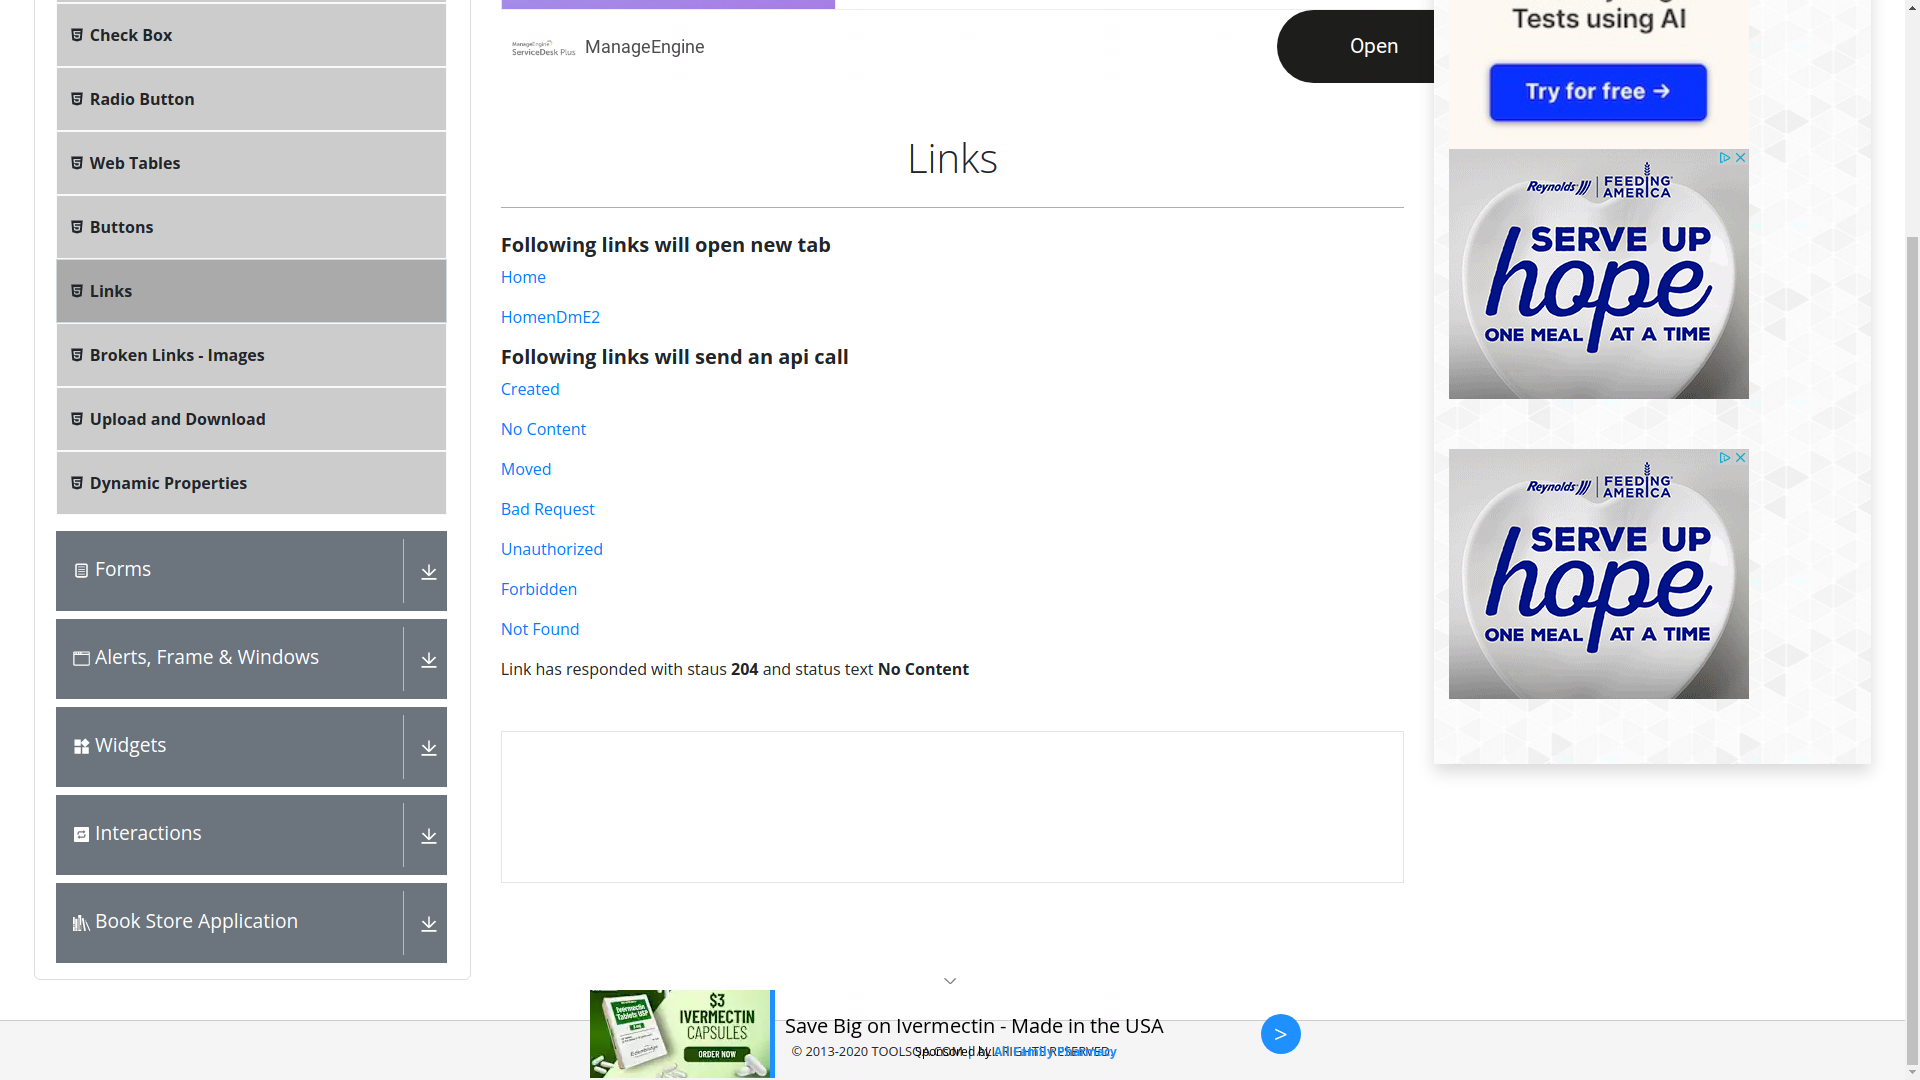 Check Box
Radio Button
Web Tables
Buttons
Links
Broken Links - Images
Upload and Download
Dynamic Properties
Forms
Alerts, Frame & Windows
Widgets
Interactions
Book Store Application
ManageEngine
ServiceDesk Plus
ManageEngine
Open
Links
Following links will open new tab
Home
HomenDmE2
Following links will send an api call
Created
No Content
Moved
Bad Request
Unauthorized
Forbidden
Not Found
Link has responded with staus 204 and status text No Content
Tests using AI
Try for free →
Reynolds | FEEDING AMERICA
SERVE UP
hope
ONE MEAL AT A TIME
Reynolds | FEEDING AMERICA
SERVE UP
hope
ONE MEAL AT A TIME
$3
IVERMECTIN
CAPSULES
ORDER NOW
Save Big on Ivermectin - Made in the USA
>
© 2013-2020 TOOLSQA.COM | ALL RIGHTS RESERVED.
Sponsored by